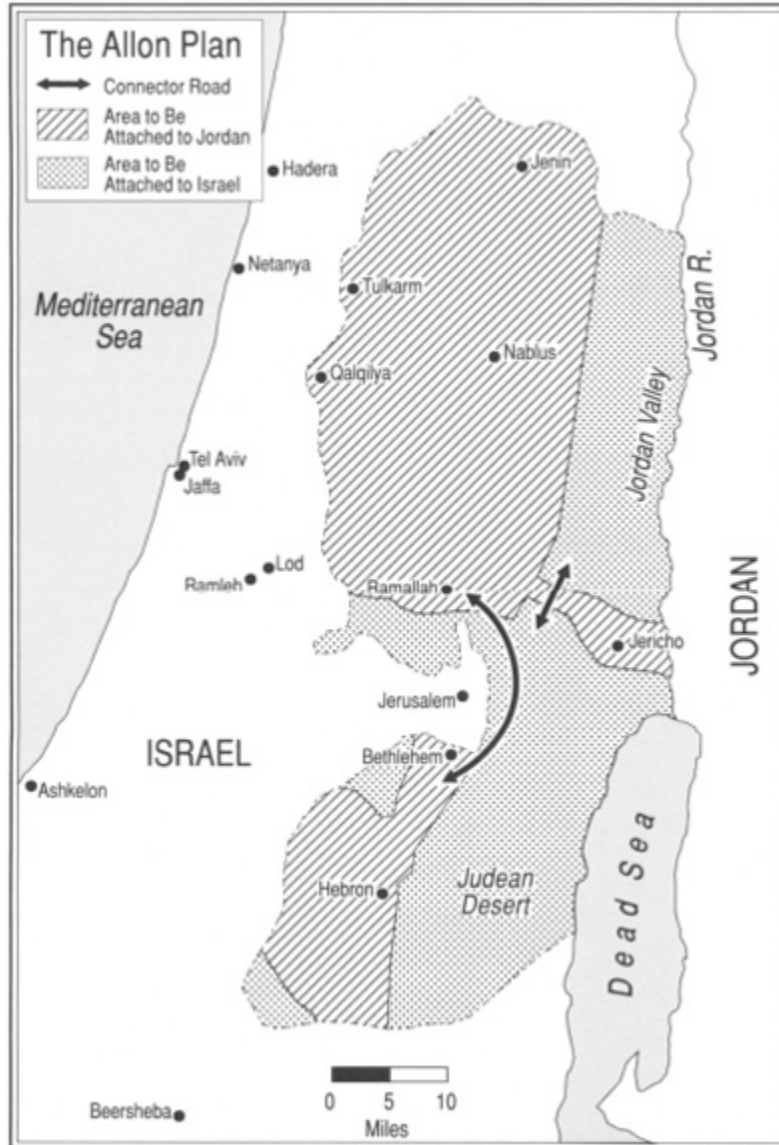 The Allon Plan
Connector Road
Area to Be
Attached to Jordan
Area to Be
Attached to Israel
Hadera
Jenin
Netanya
Tulkarm
Mediterranean
Sea
Jordan R.
Nablus
Qalqilya
Jordan Valley
Tel Aviv
Jaffa
Lod
Ramleh
Ramallah
Jericho
JORDAN
Jerusalem
ISRAEL
Bethlehem
Ashkelon
Dead Sea
Hebron
Judean
Desert
0 5 10
Miles
Beersheba